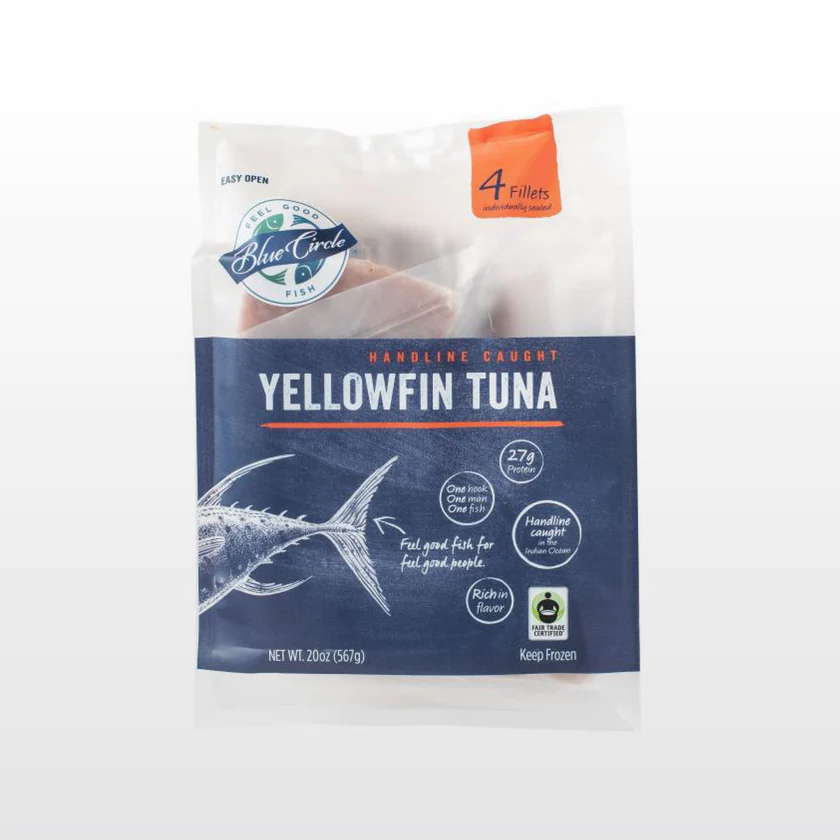 EASY OPEN
4 Fillets
individually sealed
FEEL GOOD
Blue Circle
FISH
HANDLINE CAUGHT
YELLOWFIN TUNA
27g
Protein
One hook
One man
One fish
Handline
caught
in the
Indian Ocean
Feel good fish for
feel good people.
Rich in
flavor
FAIR TRADE
CERTIFIED
NET WT. 20oz (567g)
Keep Frozen